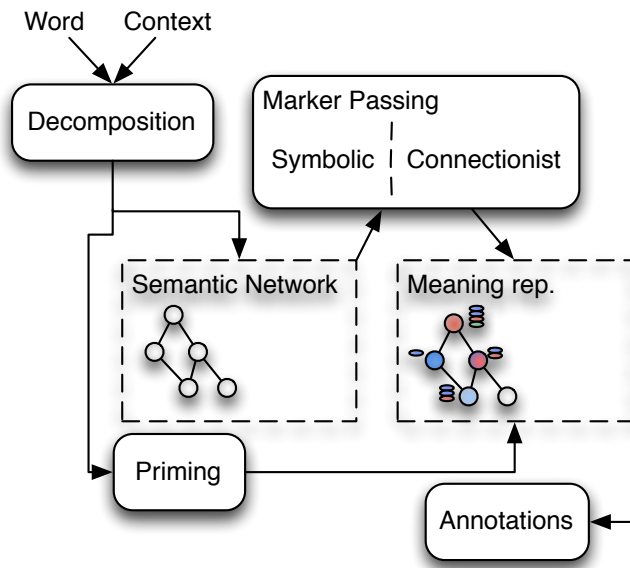 Word Context
Decomposition
Marker Passing
Symbolic Connectionist
Semantic Network
Meaning rep.
Priming
Annotations